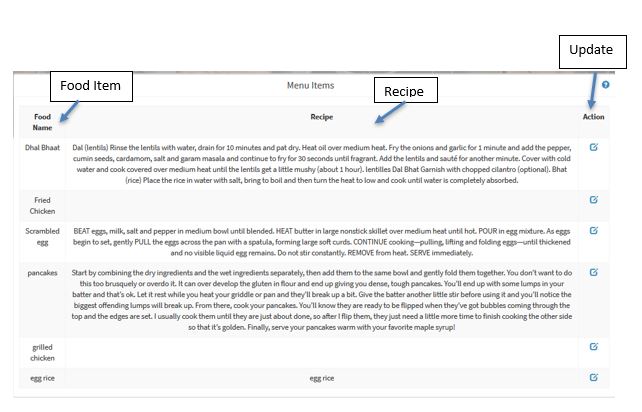 Update
Food Item
Menu Items
?
Recipe
Food
Name
Recipe
Action
Dhal Bhaat
Dal (lentils) Rinse the lentils with water, drain for 10 minutes and pat dry. Heat oil over medium heat. Fry the onions and garlic for 1 minute and add the pepper,
cumin seeds, cardamom, salt and garam masala and continue to fry for 30 seconds until fragrant. Add the lentils and sauté for another minute. Cover with cold
water and cook covered over medium heat until the lentils get a little mushy (about 1 hour). lentilles Dal Bhat Garnish with chopped cilantro (optional). Bhat
(rice) Place the rice in water with salt, bring to boil and then turn the heat to low and cook until water is completely absorbed.
Fried
Chicken
Scrambled
egg
BEAT eggs, milk, salt and pepper in medium bowl until blended. HEAT butter in large nonstick skillet over medium heat until hot. POUR in egg mixture. As eggs
begin to set, gently PULL the eggs across the pan with a spatula, forming large soft curds. CONTINUE cooking—pulling, lifting and folding eggs—until thickened
and no visible liquid egg remains. Do not stir constantly. REMOVE from heat. SERVE immediately.
pancakes
Start by combining the dry ingredients and the wet ingredients separately, then add them to the same bowl and gently fold them together. You don't want to do
this too brusquely or overdo it. It can over develop the gluten in flour and end up giving you dense, tough pancakes. You'll end up with some lumps in your
batter and that's ok. Let it rest while you heat your griddle or pan and they'll break up a bit. Give the batter another little stir before using it and you'll notice the
biggest offending lumps will break up. From there, cook your pancakes. You'll know they are ready to be flipped when they've got bubbles coming through the
top and the edges are set. I usually cook them until they are just about done, so after I flip them, they just need a little more time to finish cooking the other side
so that it's golden. Finally, serve your pancakes warm with your favorite maple syrup!
grilled
chicken
egg rice
egg rice